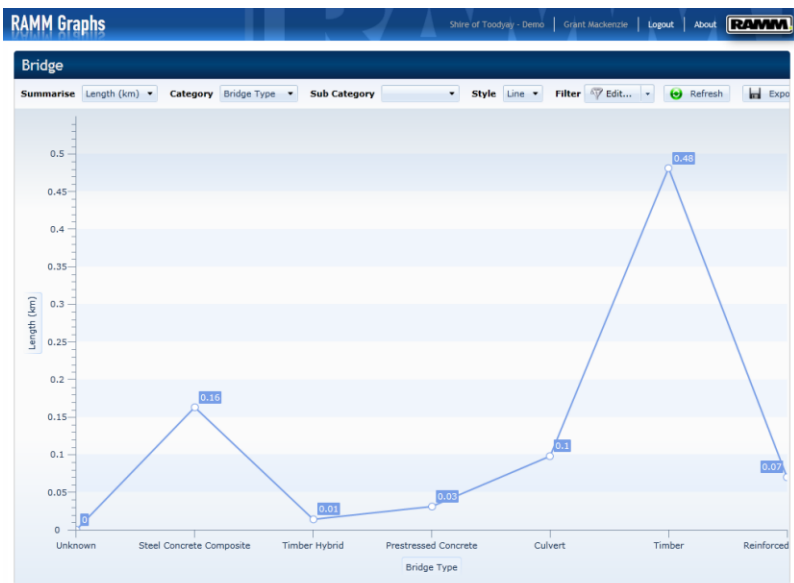 RAMM Graphs
Shire of Toodyay - Demo | Grant Mackenzie | Logout | About RAMM
Bridge
Summarise Length (km) Category Bridge Type Sub Category Style Line Filter Edit... Refresh Expo
0.5
0.48
0.45
0.4
0.35
0.3
Length (km)
0.25
0.2
0.16
0.15
0.1
0.1
0.07
0.05
0.03
0.01
0
0
Unknown Steel Concrete Composite Timber Hybrid Prestressed Concrete Culvert Timber Reinforced
Bridge Type